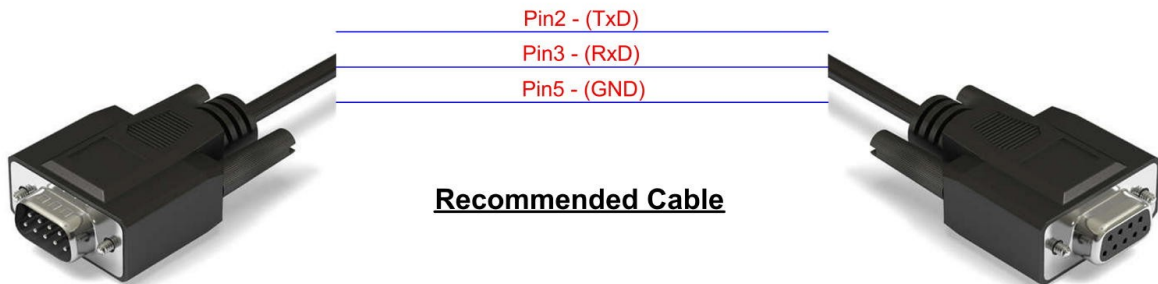 Pin2 - (TxD)
Pin3 - (RxD)
Pin5 - (GND)
Recommended Cable